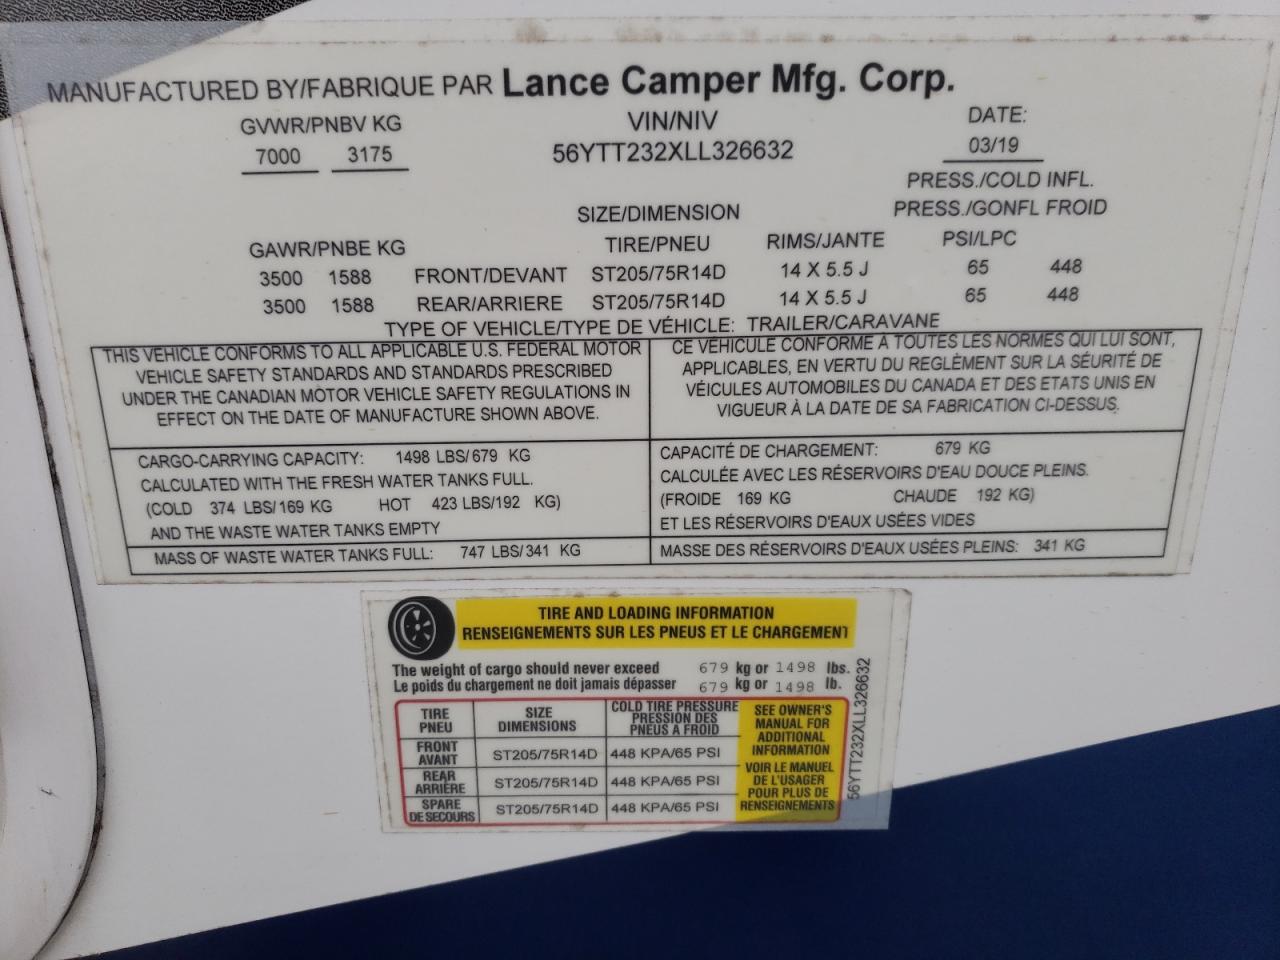 MANUFACTURED BY/FABRIQUE PAR Lance Camper Mfg. Corp.
GVWR/PNBV KG VIN/NIV DATE:
7000 3175 56YTT232XLL326632 03/19
PRESS./COLD INFL.
SIZE/DIMENSION PRESS./GONFL FROID
GAWR/PNBE KG TIRE/PNEU RIMS/JANTE PSI/LPC
3500 1588 FRONT/DEVANT ST205/75R14D 14 X 5.5 J 65 448
3500 1588 REAR/ARRIERE ST205/75R14D 14 X 5.5 J 65 448
TYPE OF VEHICLE/TYPE DE VÉHICLE: TRAILER/CARAVANE
THIS VEHICLE CONFORMS TO ALL APPLICABLE U.S. FEDERAL MOTOR
VEHICLE SAFETY STANDARDS AND STANDARDS PRESCRIBED
UNDER THE CANADIAN MOTOR VEHICLE SAFETY REGULATIONS IN
EFFECT ON THE DATE OF MANUFACTURE SHOWN ABOVE.
CE VÉHICULE CONFORME A TOUTES LES NORMES QUI LUI SONT,
APPLICABLES, EN VERTU DU REGLÈMENT SUR LA SÉURITÉ DE
VÉICULES AUTOMOBILES DU CANADA ET DES ETATS UNIS EN
VIGUEUR À LA DATE DE SA FABRICATION CI-DESSUS.
CARGO-CARRYING CAPACITY: 1498 LBS/ 679 KG
CALCULATED WITH THE FRESH WATER TANKS FULL.
(COLD 374 LBS/ 169 KG HOT 423 LBS/192 KG)
AND THE WASTE WATER TANKS EMPTY
CAPACITÉ DE CHARGEMENT: 679 KG
CALCULÉE AVEC LES RÉSERVOIRS D'EAU DOUCE PLEINS.
(FROIDE 169 KG CHAUDE 192 KG)
ET LES RÉSERVOIRS D'EAUX USÉES VIDES
MASS OF WASTE WATER TANKS FULL: 747 LBS/ 341 KG
MASSE DES RÉSERVOIRS D'EAUX USÉES PLEINS: 341 KG
TIRE AND LOADING INFORMATION
RENSEIGNEMENTS SUR LES PNEUS ET LE CHARGEMENT
The weight of cargo should never exceed 679 kg or 1498 lbs.
Le poids du chargement ne doit jamais dépasser 679 kg or 1498 lb.
TIRE
PNEU
SIZE
DIMENSIONS
COLD TIRE PRESSURE
PRESSION DES
PNEUS A FROID
FRONT
AVANT
ST205/75R14D 448 KPA/65 PSI
REAR
ARRIÈRE
ST205/75R14D 448 KPA/65 PSI
SPARE
DE SECOURS
ST205/75R14D 448 KPA/65 PSI
SEE OWNER'S
MANUAL FOR
ADDITIONAL
INFORMATION
VOIR LE MANUEL
DE L'USAGER
POUR PLUS DE
RENSEIGNEMENTS
56YTT232XLL326632